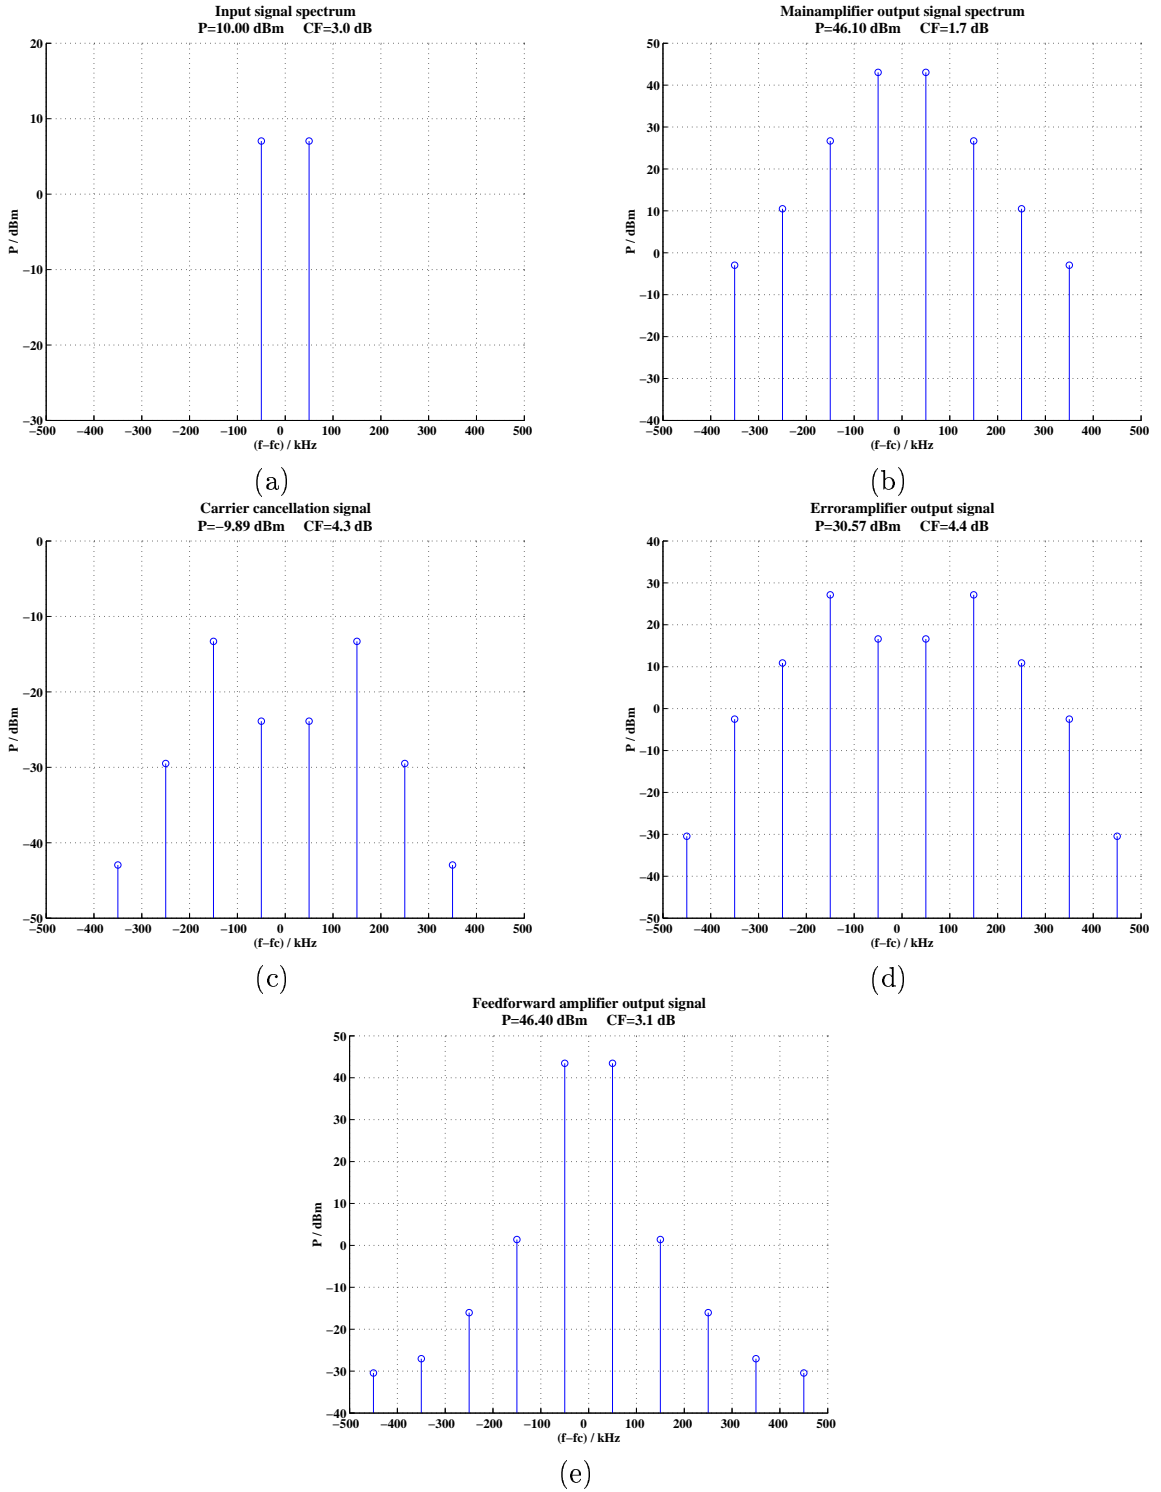 Input signal spectrum
P=10.00 dBm CF=3.0 dB
20
10
0
−10
−20
−30
P / dBm
−500 −400 −300 −200 −100 0 100 200 300 400 500
(f−fc) / kHz
(a)
Mainamplifier output signal spectrum
P=46.10 dBm CF=1.7 dB
50
40
30
20
10
0
−10
−20
−30
−40
P / dBm
−500 −400 −300 −200 −100 0 100 200 300 400 500
(f−fc) / kHz
(b)
Carrier cancellation signal
P=−9.89 dBm CF=4.3 dB
0
−10
−20
−30
−40
−50
P / dBm
−500 −400 −300 −200 −100 0 100 200 300 400 500
(f−fc) / kHz
(c)
Erroramplifier output signal
P=30.57 dBm CF=4.4 dB
40
30
20
10
0
−10
−20
−30
−40
−50
P / dBm
−500 −400 −300 −200 −100 0 100 200 300 400 500
(f−fc) / kHz
(d)
Feedforward amplifier output signal
P=46.40 dBm CF=3.1 dB
50
40
30
20
10
0
−10
−20
−30
−40
P / dBm
−500 −400 −300 −200 −100 0 100 200 300 400 500
(f−fc) / kHz
(e)